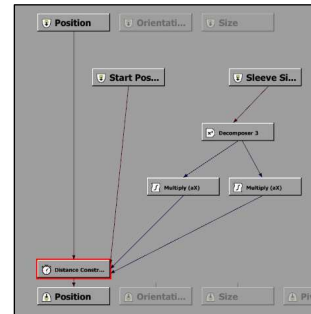 Position
Orientati...
Size
Start Pos...
Sleeve Si...
Decomposer 3
Multiply (aX)
Multiply (aX)
Distance Constr...
Position
Orientati...
Size
Pi